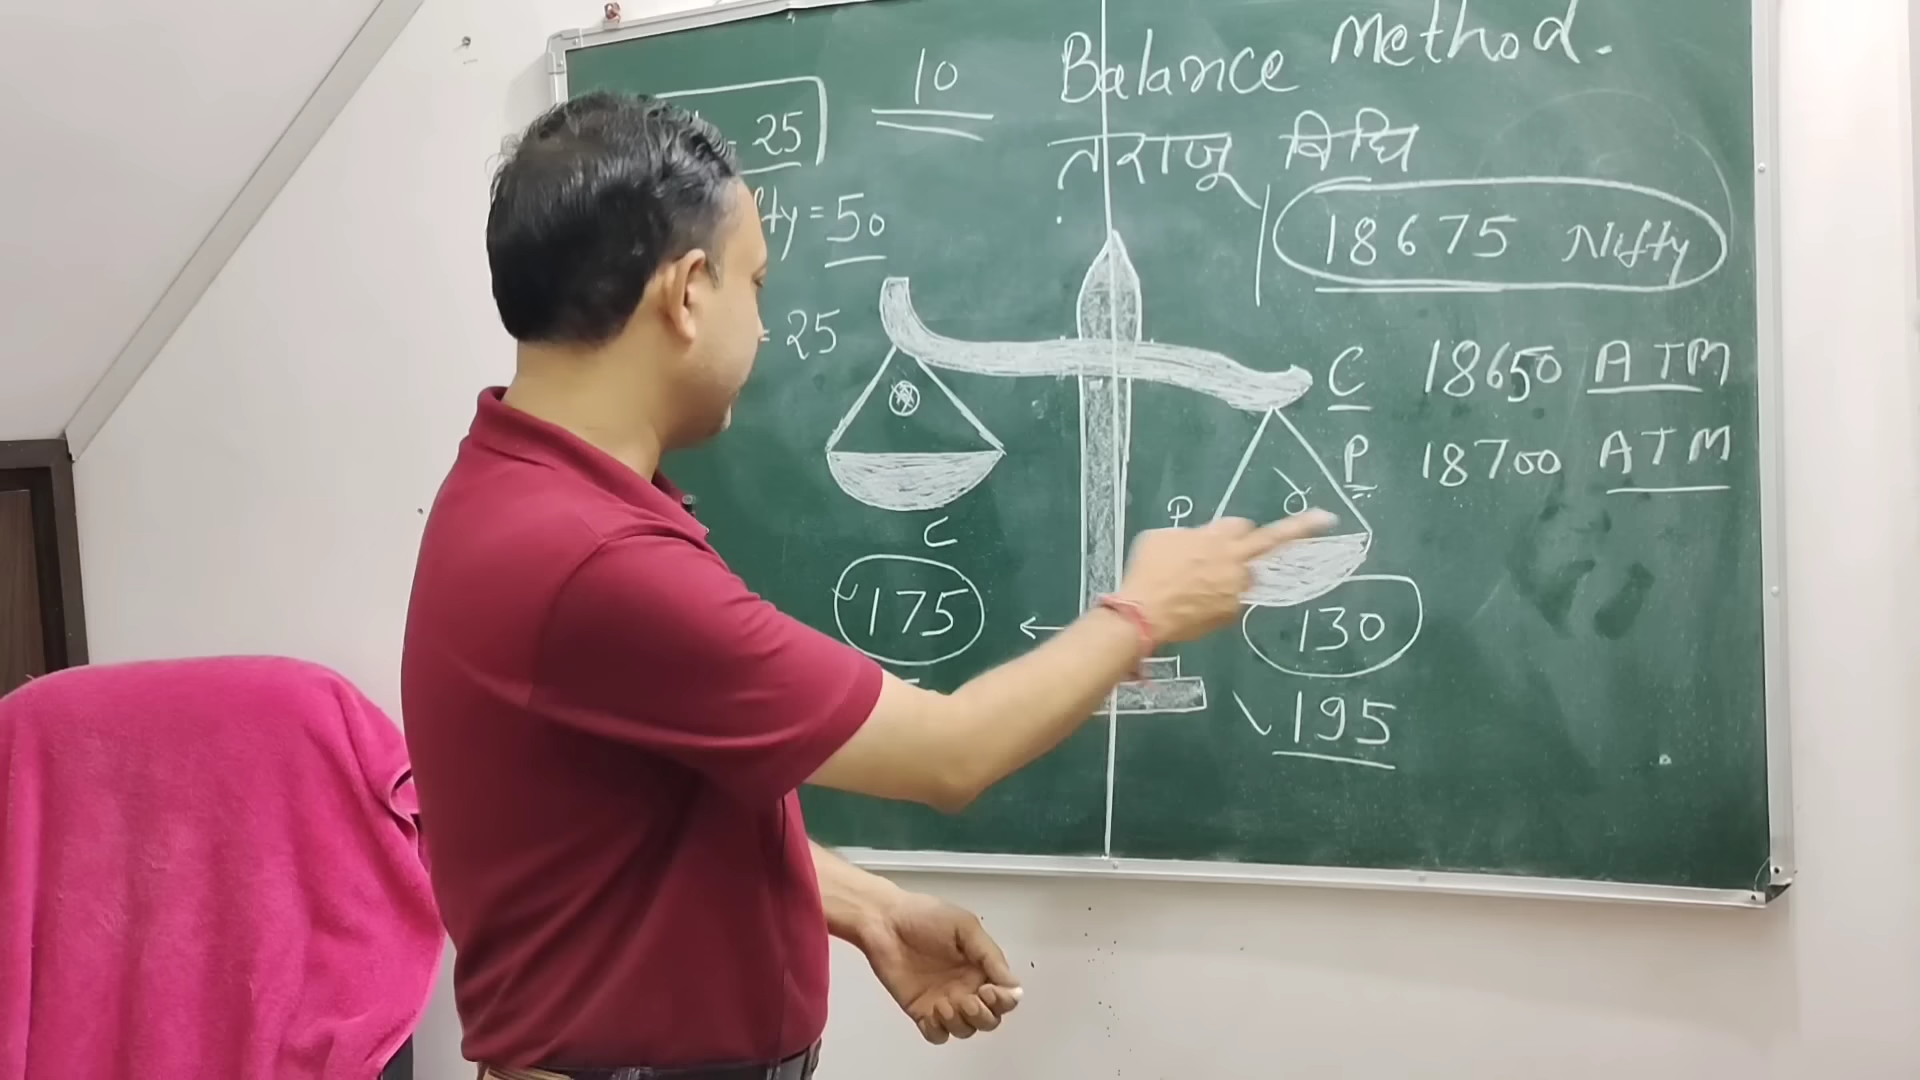 10 Balance Method.
= 25
तराजू विधि
fty = 50
18675 Nifty
= 25
C 18650 ATM
P 18700 ATM
P
C
175
130
195